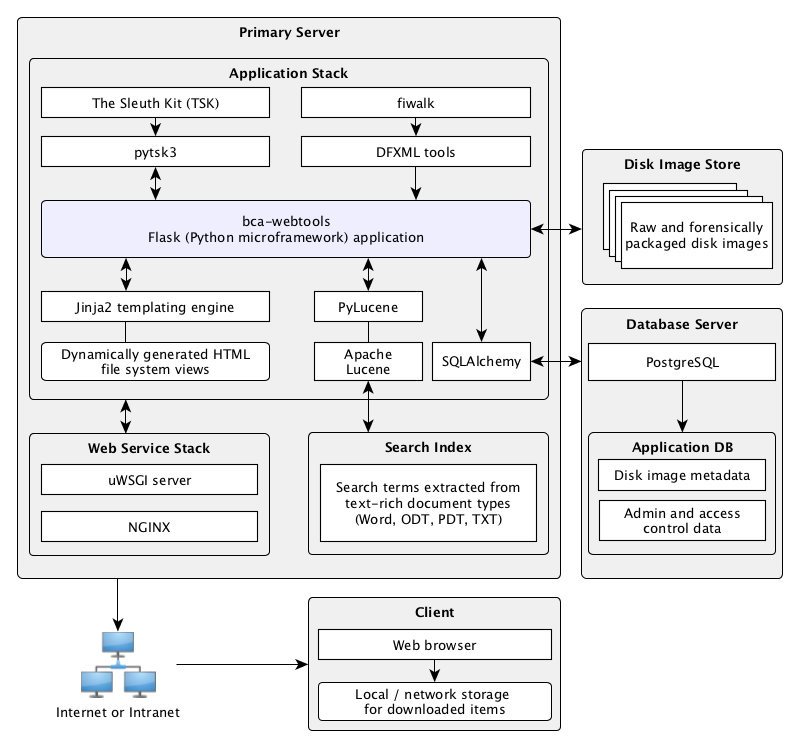 Primary Server
Application Stack
The Sleuth Kit (TSK)
fiwalk
pytsk3
DFXML tools
bca-webtools
Flask (Python microframework) application
Jinja2 templating engine
PyLucene
Dynamically generated HTML
file system views
Apache
Lucene
SQLAlchemy
Web Service Stack
uWSGI server
NGINX
Search Index
Search terms extracted from
text-rich document types
(Word, ODT, PDT, TXT)
Disk Image Store
Raw and forensically
packaged disk images
Database Server
PostgreSQL
Application DB
Disk image metadata
Admin and access
control data
Internet or Intranet
Client
Web browser
Local / network storage
for downloaded items